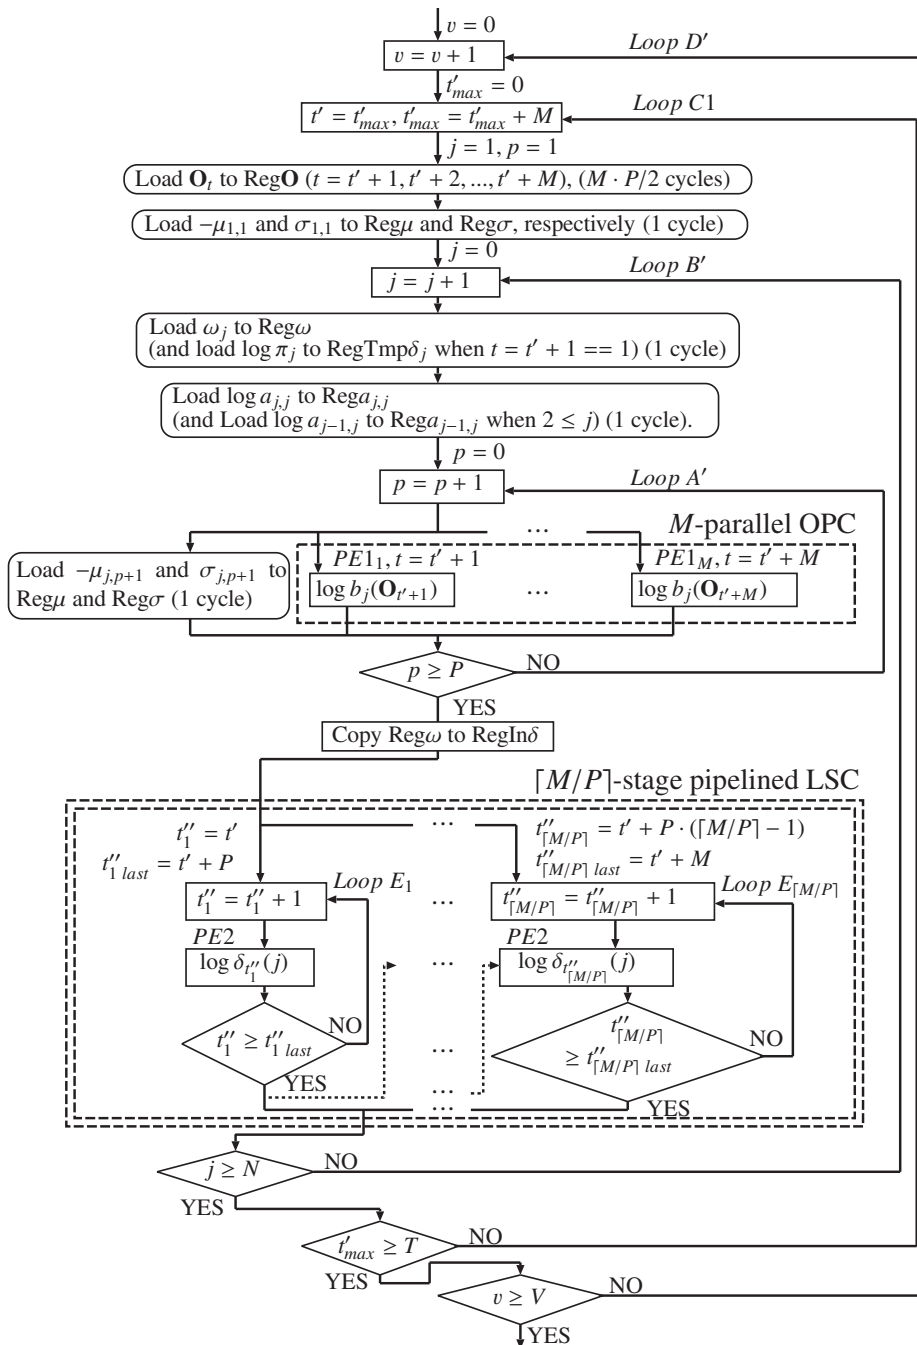 v = 0
Loop D′
v = v + 1
t′max = 0
Loop C1
t′ = t′max, t′max = t′max + M
j = 1, p = 1
Load Ot to RegO (t = t′ + 1, t′ + 2, ..., t′ + M), (M · P/2 cycles)
Load −μ1,1 and σ1,1 to Regμ and Regσ, respectively (1 cycle)
j = 0
Loop B′
j = j + 1
Load ωj to Regω
(and load log πj to RegTmpδj when t = t′ + 1 == 1) (1 cycle)
Load log aj,j to Regaj,j
(and Load log aj−1,j to Regaj−1,j when 2 ≤ j) (1 cycle).
p = 0
Loop A′
p = p + 1
M-parallel OPC
...
PE11, t = t′ + 1
PE1M, t = t′ + M
Load −μj,p+1 and σj,p+1 to
Regμ and Regσ (1 cycle)
log bj(Ot′+1)
...
log bj(Ot′+M)
p ≥ P
NO
YES
Copy Regω to RegInδ
⌈M/P⌉-stage pipelined LSC
t″1 = t′
...
t″⌈M/P⌉ = t′ + P · (⌈M/P⌉ − 1)
t″1 last = t′ + P
t″⌈M/P⌉ last = t′ + M
Loop E1
Loop E⌈M/P⌉
t″1 = t″1 + 1
...
t″⌈M/P⌉ = t″⌈M/P⌉ + 1
PE2
PE2
log δt″1(j)
...
log δt″⌈M/P⌉(j)
t″1 ≥ t″1 last
NO
...
t″⌈M/P⌉
≥ t″⌈M/P⌉ last
NO
YES
...
...
YES
j ≥ N
NO
YES
t′max ≥ T
NO
YES
v ≥ V
NO
YES